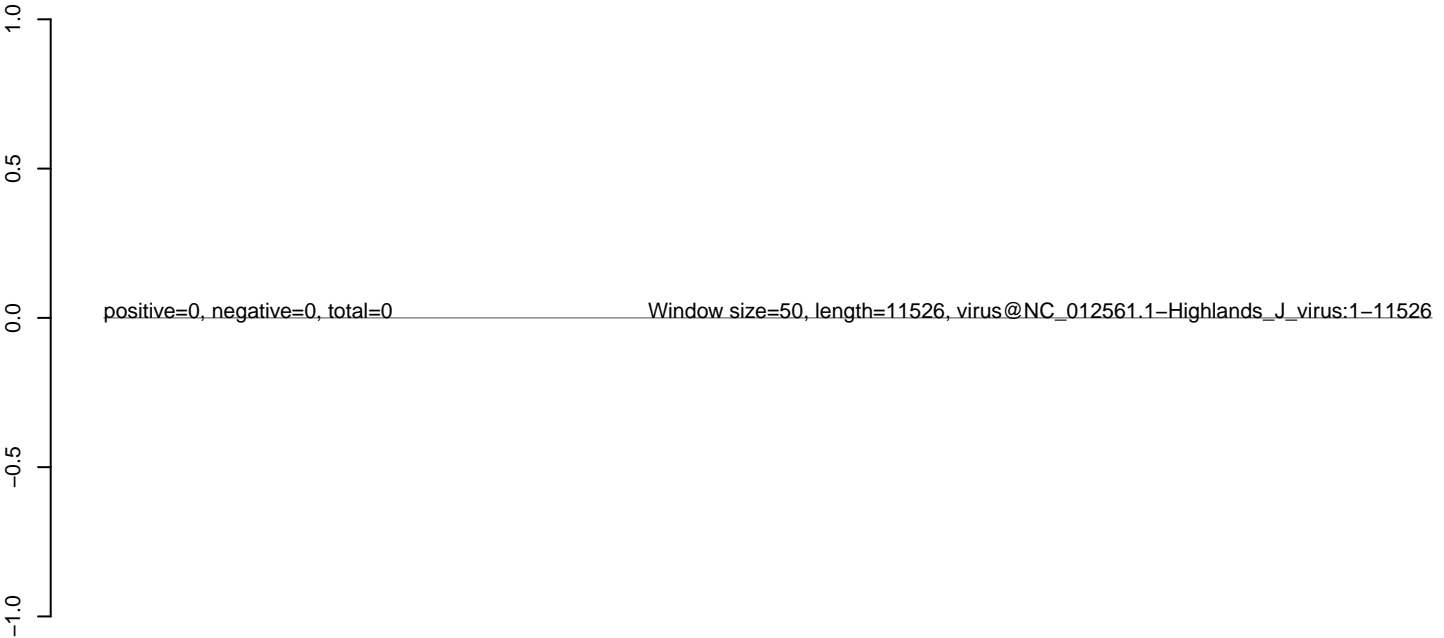 1.0
0.5
0.0
positive=0, negative=0, total=0
Window size=50, length=11526, virus@NC_012561.1−Highlands_J_virus:1−11526
−0.5
−1.0